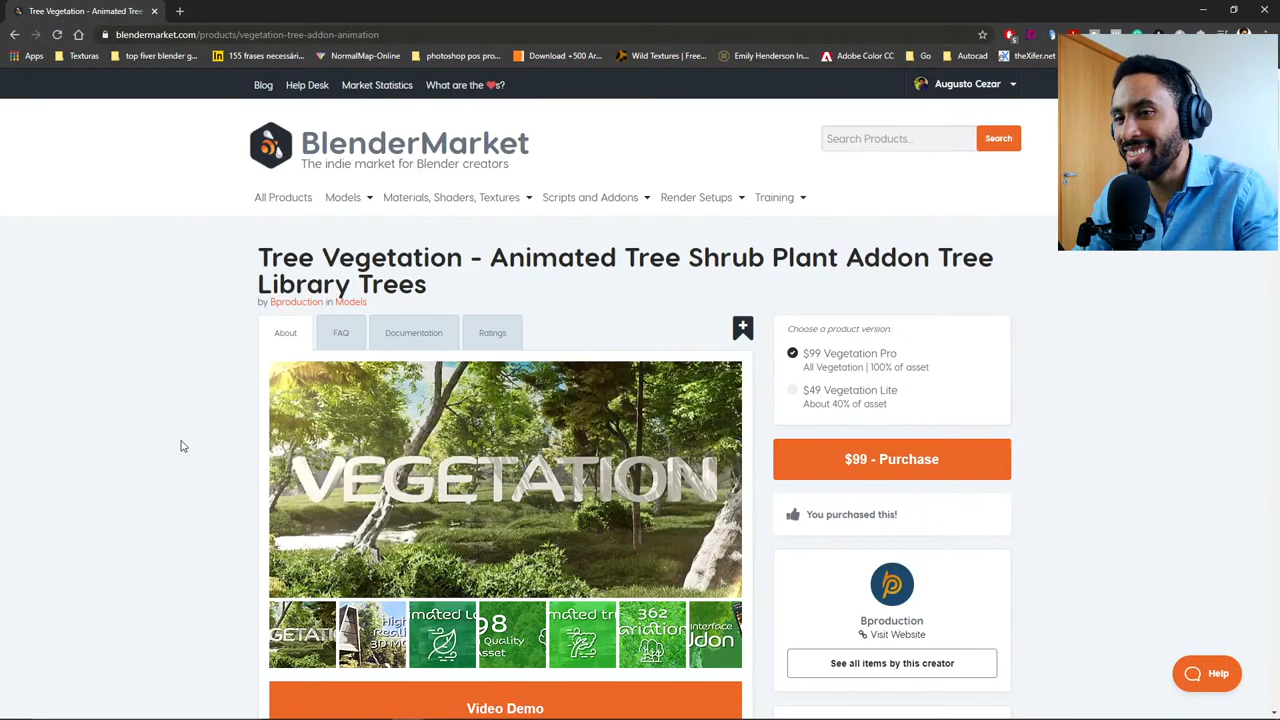 Tree Vegetation - Animated Tree
blendermarket.com/products/vegetation-tree-addon-animation
Apps
Texturas
top fiver blender g...
155 frases necessári...
NormalMap-Online
photoshop pos pro...
Download +500 Ar...
Wild Textures | Free...
Emily Henderson In...
Adobe Color CC
Go
Autodoc
theXifer.net
Blog
Help Desk
Market Statistics
What are the ❤s?
Augusto Cezar
BlenderMarket
The indie market for Blender creators
Search Products...
Search
All Products
Models
Materials, Shaders, Textures
Scripts and Addons
Render Setups
Training
Tree Vegetation - Animated Tree Shrub Plant Addon Tree
Library Trees
by Bproduction in Models
About
FAQ
Documentation
Ratings
VEGETATION
Choose a product version:
$99 Vegetation Pro
All Vegetation | 100% of asset
$49 Vegetation Lite
About 40% of asset
$99 - Purchase
You purchased this!
Bproduction
Visit Website
See all items by this creator
Video Demo
Help